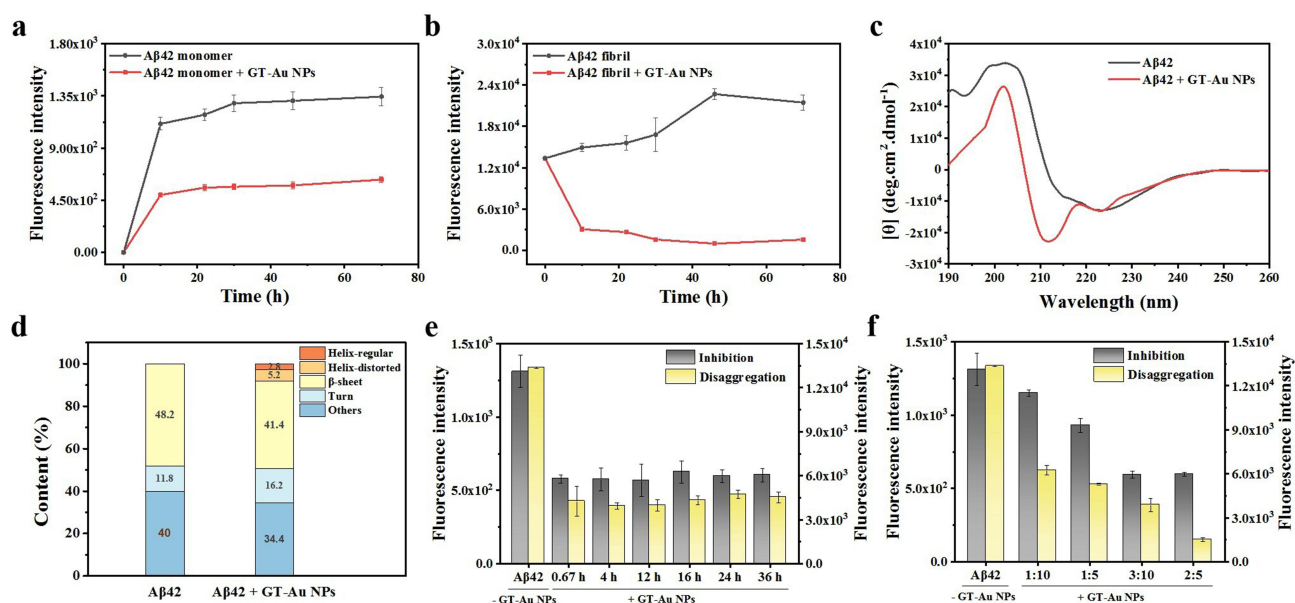 a
1.80x10³
1.35x10³
9.00x10²
4.50x10²
0.00
Fluorescence intensity
Aβ42 monomer
Aβ42 monomer + GT-Au NPs
0 20 40 60 80
Time (h)
b
3.0x10⁴
2.4x10⁴
1.8x10⁴
1.2x10⁴
6.0x10³
0.0
Fluorescence intensity
Aβ42 fibril
Aβ42 fibril + GT-Au NPs
0 20 40 60 80
Time (h)
c
4x10⁴
3x10⁴
2x10⁴
1x10⁴
0
-1x10⁴
-2x10⁴
-3x10⁴
[θ] (deg.cm².dmol⁻¹)
Aβ42
Aβ42 + GT-Au NPs
190 200 210 220 230 240 250 260
Wavelength (nm)
d
100
80
60
40
20
0
Content (%)
48.2
11.8
40
2.8
5.2
41.4
16.2
34.4
Helix-regular
Helix-distorted
β-sheet
Turn
Others
Aβ42 Aβ42 + GT-Au NPs
e
1.5x10³
1.0x10³
5.0x10²
0.0
Fluorescence intensity
Inhibition
Disaggregation
1.5x10⁴
1.2x10⁴
9.0x10³
6.0x10³
3.0x10³
0.0
Fluorescence intensity
Aβ42 0.67 h 4 h 12 h 16 h 24 h 36 h
- GT-Au NPs + GT-Au NPs
f
1.5x10³
1.0x10³
5.0x10²
0.0
Fluorescence intensity
Inhibition
Disaggregation
1.5x10⁴
1.2x10⁴
9.0x10³
6.0x10³
3.0x10³
0.0
Fluorescence intensity
Aβ42 1:10 1:5 3:10 2:5
- GT-Au NPs + GT-Au NPs